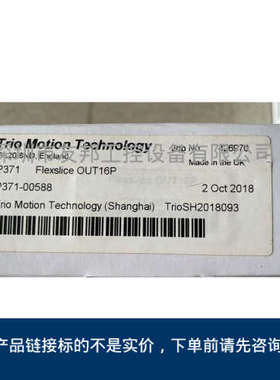 Trio Motion Technology
England
Made in the UK
P371 Flexslice OUT16P
P371-00588
2 Oct 2018
Trio Motion Technology (Shanghai) TrioSH2018093
产品链接标的不是实价，下单前请先咨询